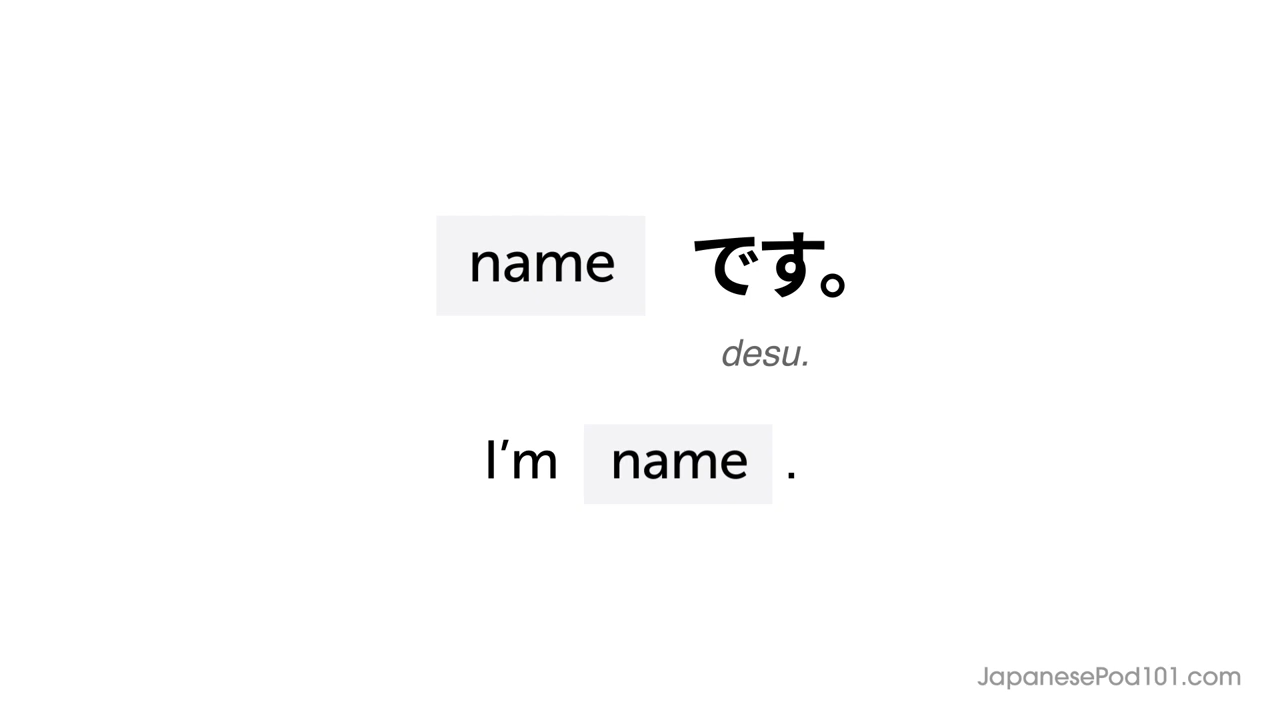 name です。
desu.
I'm name .
JapanesePod101.com